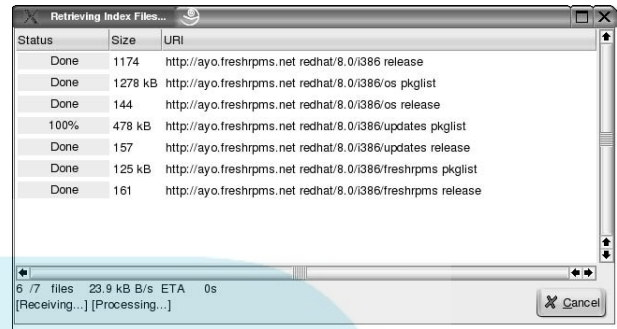 Retrieving Index Files...
Status Size URI
Done 1174 http://ayo.freshrpms.net redhat/8.0/i386 release
Done 1278 kB http://ayo.freshrpms.net redhat/8.0/i386/os pkglist
Done 144 http://ayo.freshrpms.net redhat/8.0/i386/os release
100% 478 kB http://ayo.freshrpms.net redhat/8.0/i386/updates pkglist
Done 157 http://ayo.freshrpms.net redhat/8.0/i386/updates release
Done 125 kB http://ayo.freshrpms.net redhat/8.0/i386/freshrpms pkglist
Done 161 http://ayo.freshrpms.net redhat/8.0/i386/freshrpms release
6 /7 files 23.9 kB B/s ETA 0s
[Receiving...] [Processing...]
Cancel